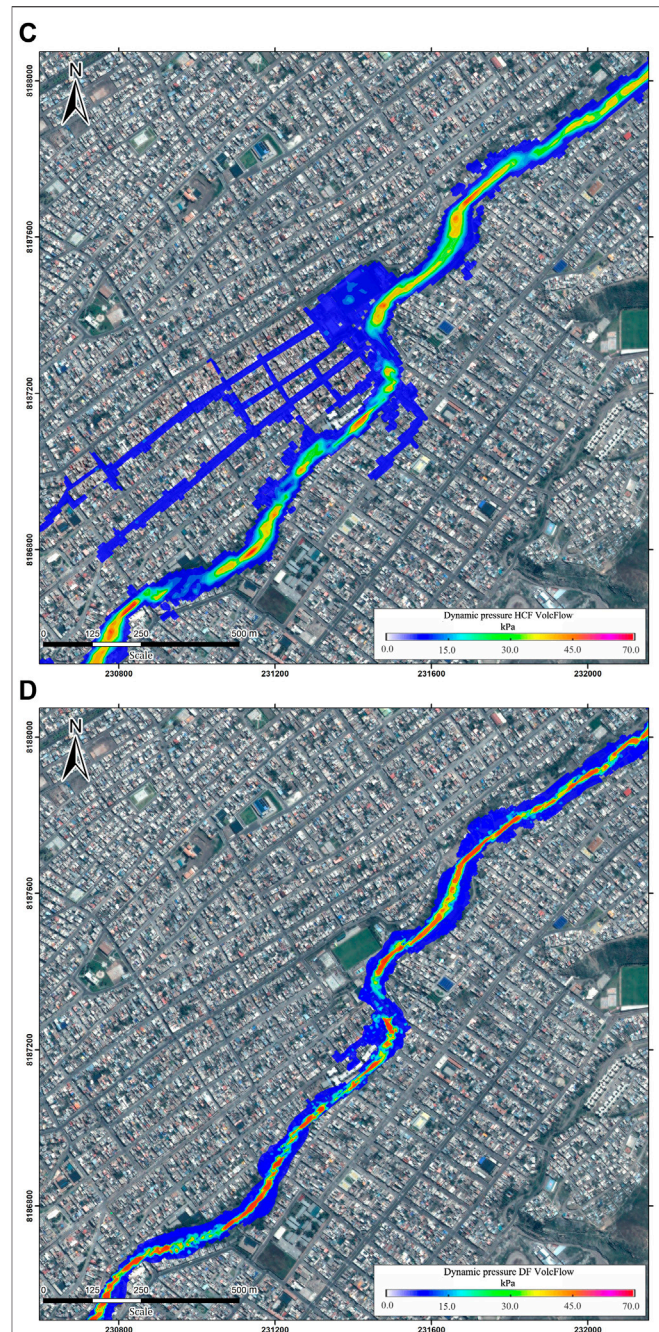 C
N
8188000
8187600
8187200
8186800
0 125 250 500 m
Scale
Dynamic pressure HCF VolcFlow
kPa
0.0 15.0 30.0 45.0 70.0
230800 231200 231600 232000
D
N
8188000
8187600
8187200
8186800
0 125 250 500 m
Scale
Dynamic pressure DF VolcFlow
kPa
0.0 15.0 30.0 45.0 70.0
230800 231200 231600 232000